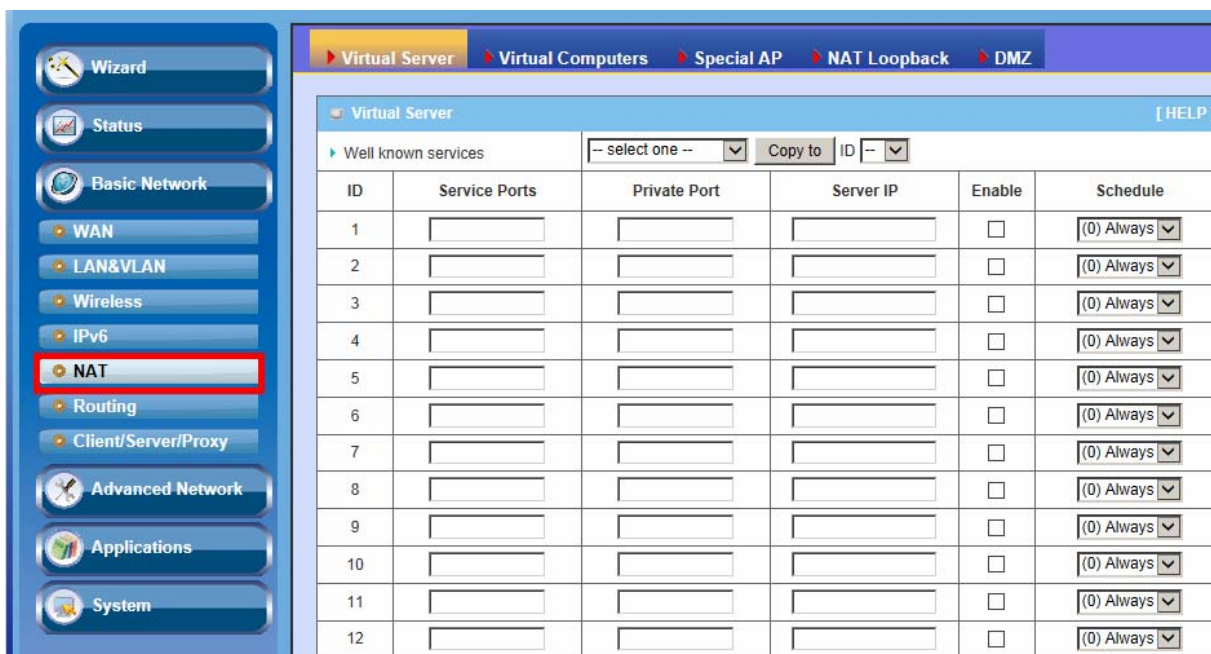 Wizard
Status
Basic Network
WAN
LAN&VLAN
Wireless
IPv6
NAT
Routing
Client/Server/Proxy
Advanced Network
Applications
System
Virtual Server Virtual Computers Special AP NAT Loopback DMZ
Virtual Server [ HELP
Well known services -- select one -- Copy to ID --
ID Service Ports Private Port Server IP Enable Schedule
1 (0) Always
2 (0) Always
3 (0) Always
4 (0) Always
5 (0) Always
6 (0) Always
7 (0) Always
8 (0) Always
9 (0) Always
10 (0) Always
11 (0) Always
12 (0) Always